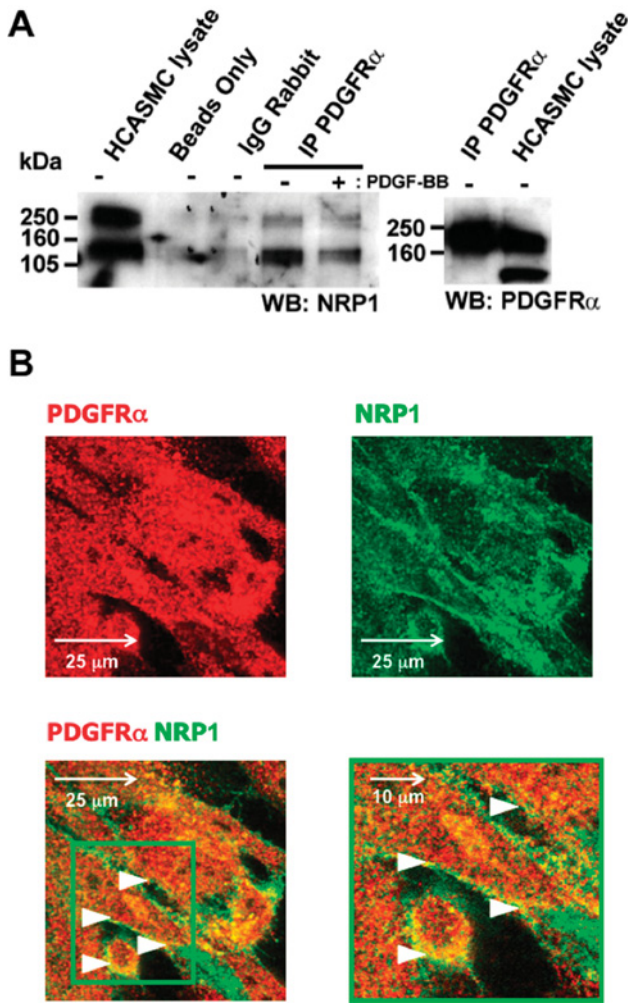 A
HCASMC lysate
Beads Only
IgG Rabbit
IP PDGFRα
IP PDGFRα
HCASMC lysate
kDa
- - - - + : PDGF-BB
- -
250
160
105
250
160
WB: NRP1
WB: PDGFRα
B
PDGFRα
NRP1
25 μm
25 μm
PDGFRα NRP1
25 μm
10 μm